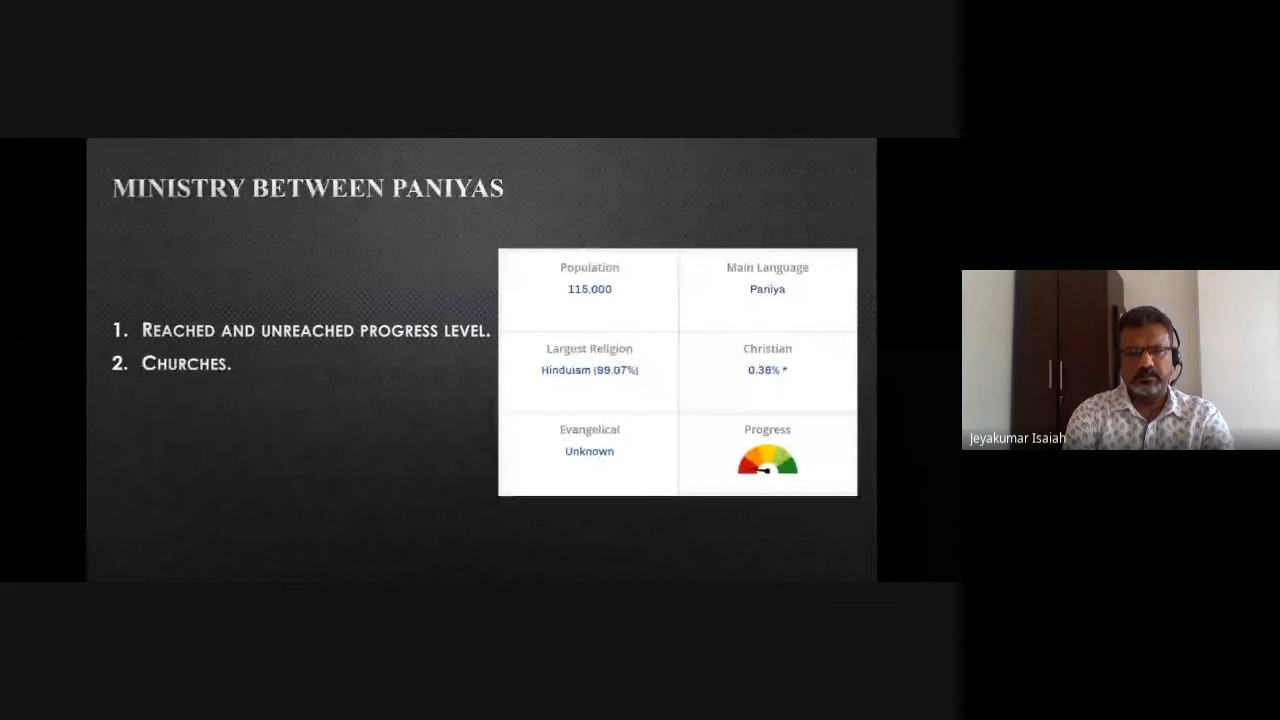 MINISTRY BETWEEN PANIYAS
1. REACHED AND UNREACHED PROGRESS LEVEL.
2. CHURCHES.
Population
115,000
Main Language
Paniya
Largest Religion
Hinduism (99.07%)
Christian
0.38% *
Evangelical
Unknown
Progress
Jeyakumar Isaiah